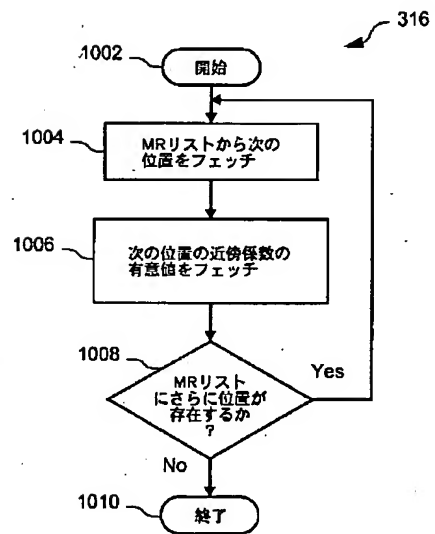 316
1002
開始
1004
MRリストから次の
位置をフェッチ
1006
次の位置の近傍係数の
有意値をフェッチ
1008
MRリスト
にさらに位置が
存在するか
?
Yes
No
1010
終了